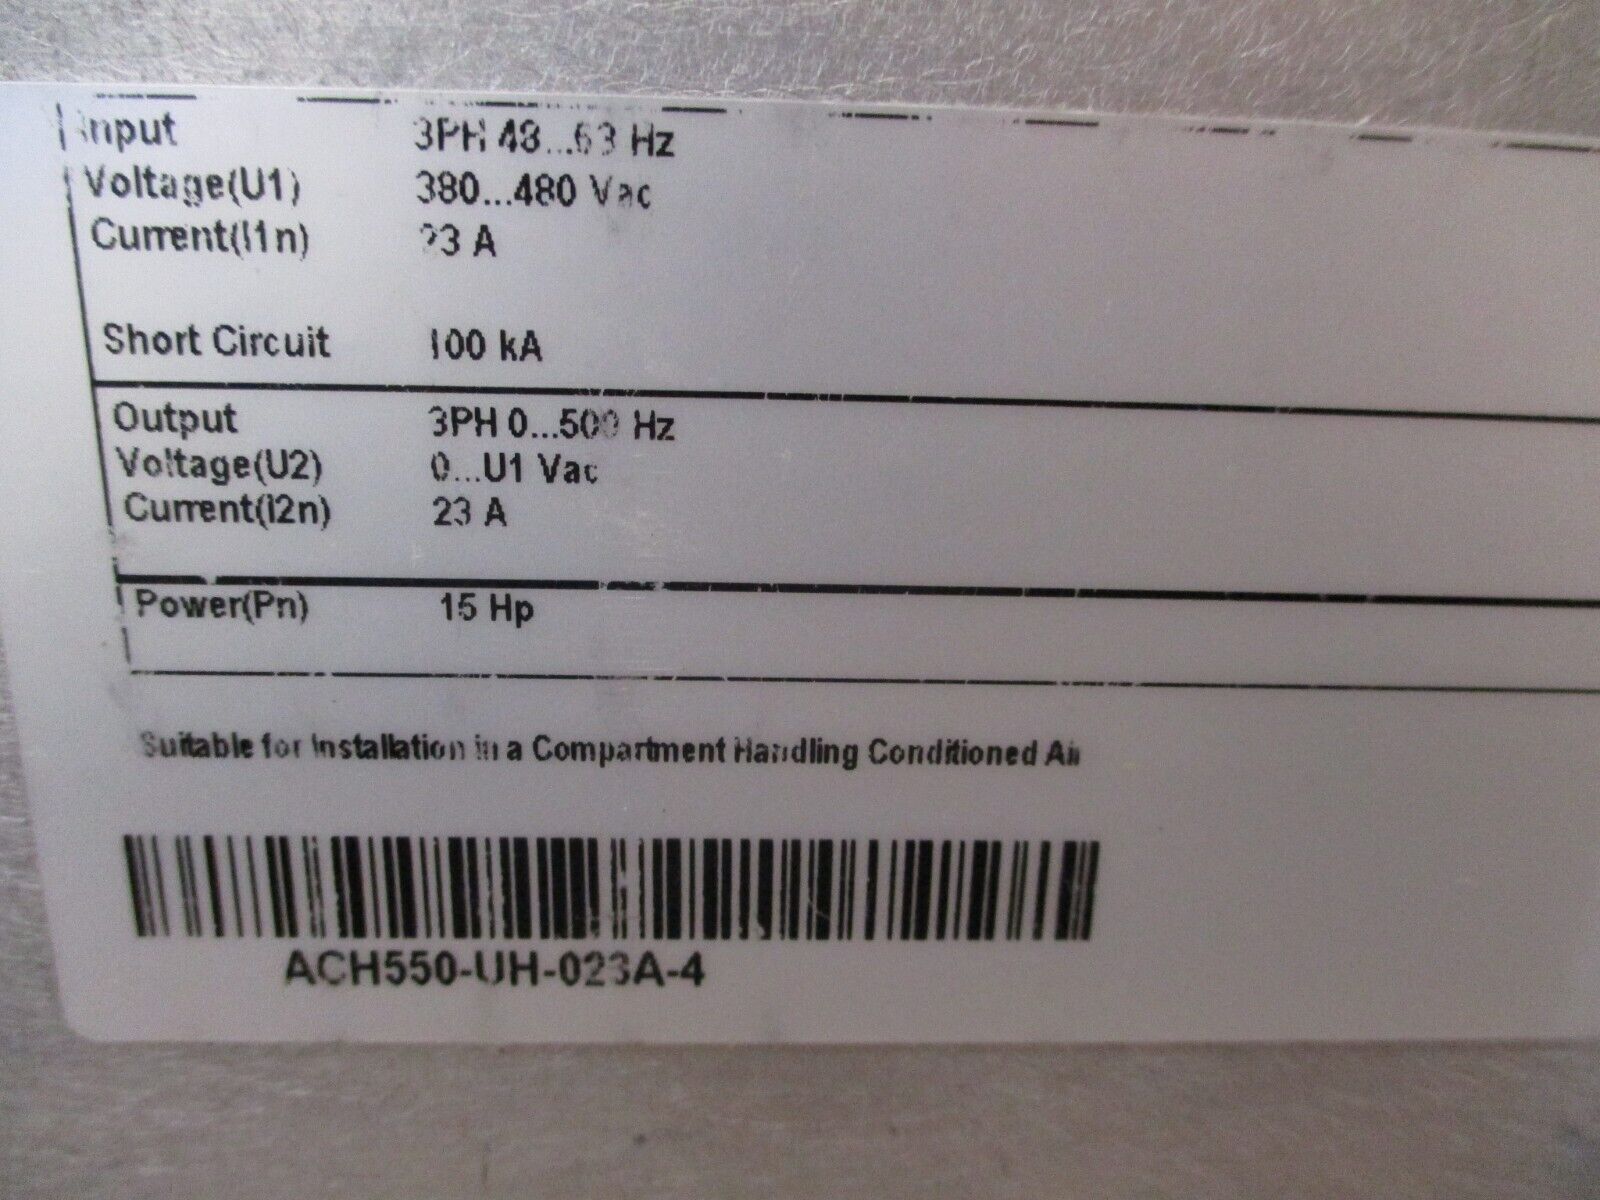 Input 3PH 48...63 Hz
Voltage(U1) 380...480 Vac
Current(I1n) 23 A
Short Circuit 100 kA
Output 3PH 0...500 Hz
Voltage(U2) 0...U1 Vac
Current(I2n) 23 A
Power(Pn) 15 Hp
Suitable for Installation in a Compartment Handling Conditioned Air
ACH550-UH-023A-4